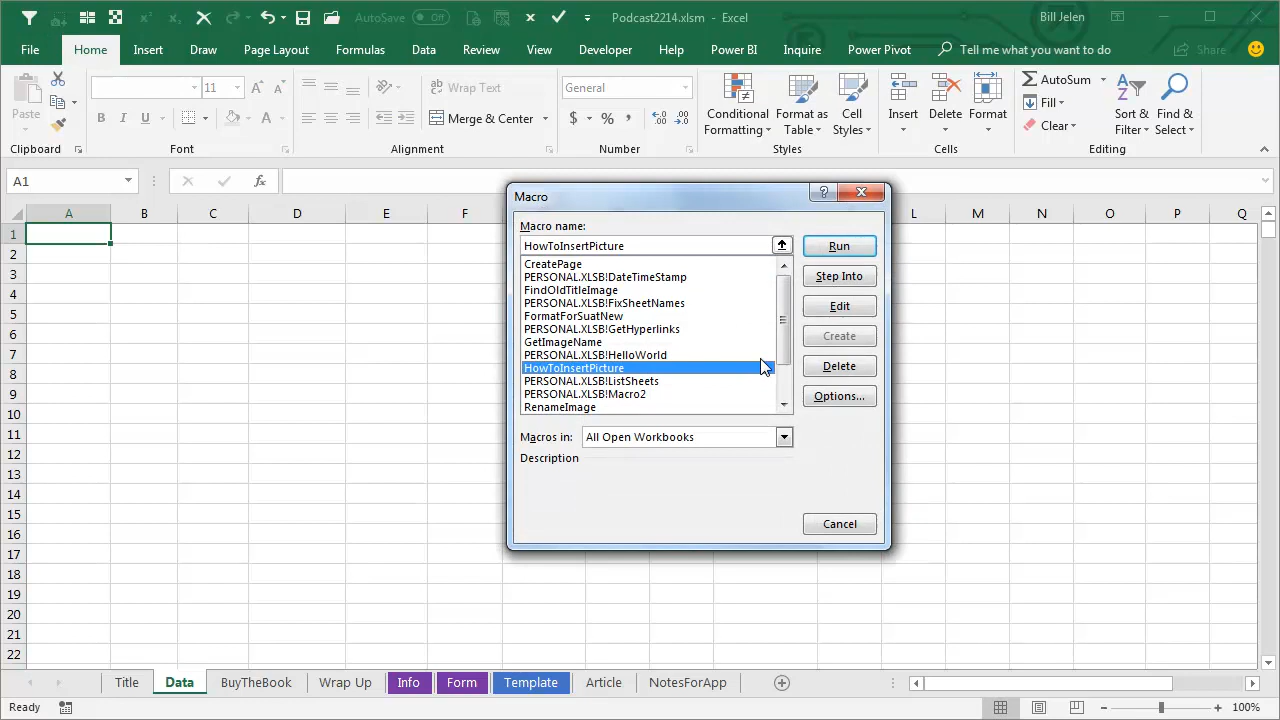 AutoSave Off
Podcast2214.xlsm - Excel
Bill Jelen
File Home Insert Draw Page Layout Formulas Data Review View Developer Help Power BI Inquire Power Pivot Tell me what you want to do Share
Paste
Clipboard
11
B I U
Font
Wrap Text
Merge & Center
Alignment
General
$ % ,
Number
Conditional Formatting
Format as Table
Cell Styles
Styles
Insert Delete Format
Cells
AutoSum
Fill
Clear
Sort & Filter
Find & Select
Editing
A1
fx
A B C D E F L M N O P Q
1
2
3
4
5
6
7
8
9
10
11
12
13
14
15
16
17
18
19
20
21
22
Macro
Macro name:
HowToInsertPicture
CreatePage
PERSONAL.XLSB!DateTimeStamp
FindOldTitleImage
PERSONAL.XLSB!FixSheetNames
FormatForSuatNew
PERSONAL.XLSB!GetHyperlinks
GetImageName
PERSONAL.XLSB!HelloWorld
HowToInsertPicture
PERSONAL.XLSB!ListSheets
PERSONAL.XLSB!Macro2
RenameImage
Run
Step Into
Edit
Create
Delete
Options...
Macros in: All Open Workbooks
Description
Cancel
Title Data BuyTheBook Wrap Up Info Form Template Article NotesForApp
Ready
100%